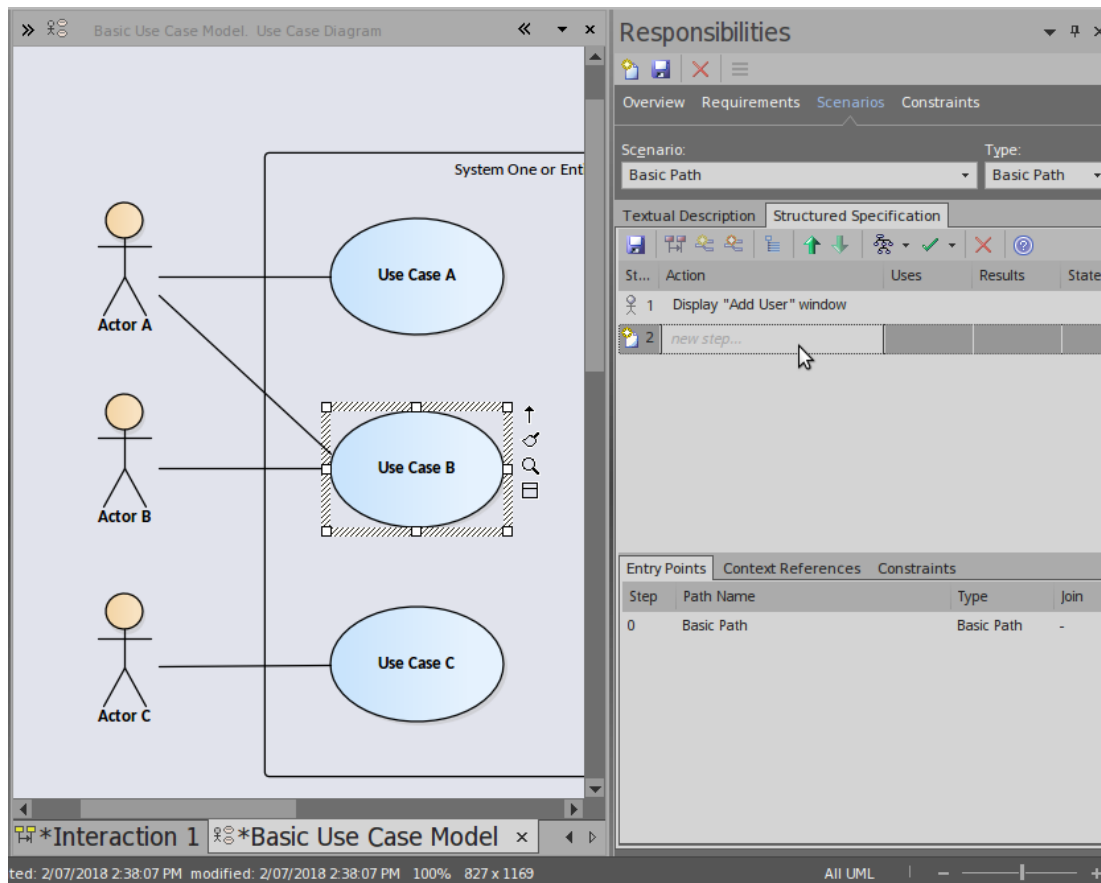 Basic Use Case Model. Use Case Diagram
System One or Ent
Actor A
Use Case A
Actor B
Use Case B
Actor C
Use Case C
*Interaction 1
*Basic Use Case Model
Responsibilities
Overview Requirements Scenarios Constraints
Scenario: Type:
Basic Path Basic Path
Textual Description Structured Specification
St... Action Uses Results State
1 Display "Add User" window
2 new step...
Entry Points Context References Constraints
Step Path Name Type Join
0 Basic Path Basic Path -
ted: 2/07/2018 2:38:07 PM modified: 2/07/2018 2:38:07 PM 100% 827 x 1169 All UML